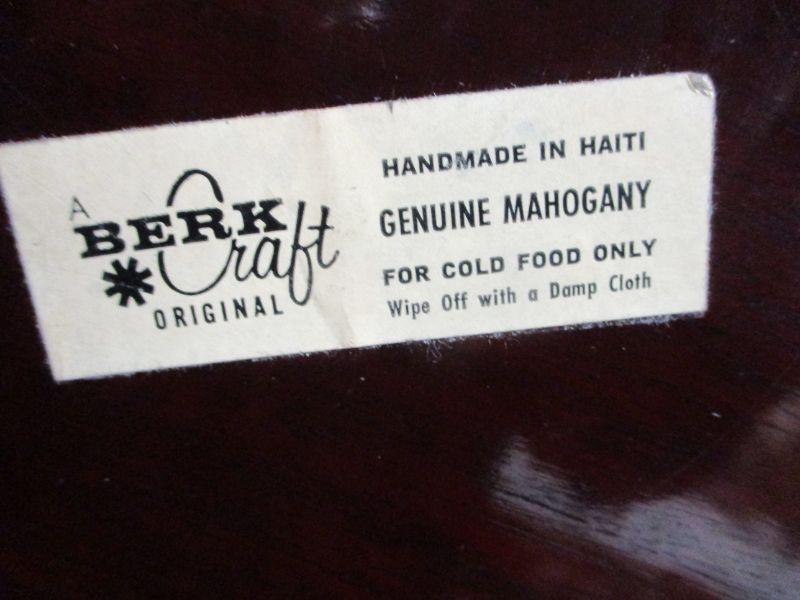 A
BERK
Craft
ORIGINAL
HANDMADE IN HAITI
GENUINE MAHOGANY
FOR COLD FOOD ONLY
Wipe Off with a Damp Cloth